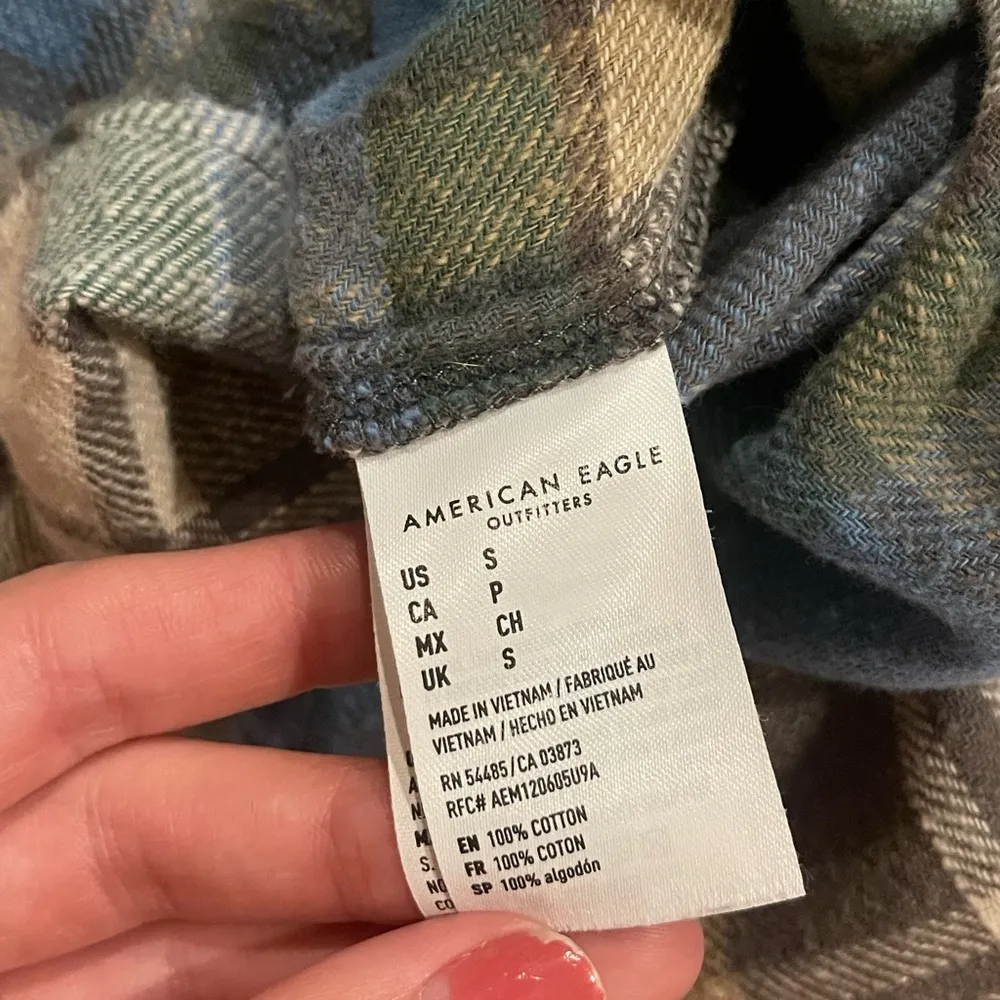 AMERICAN EAGLE
OUTFITTERS
US S
CA P
MX CH
UK S
MADE IN VIETNAM / FABRIQUÉ AU
VIETNAM / HECHO EN VIETNAM
RN 54485/CA 03873
RFC# AEM120605U9A
EN 100% COTTON
FR 100% COTON
SP 100% algodón